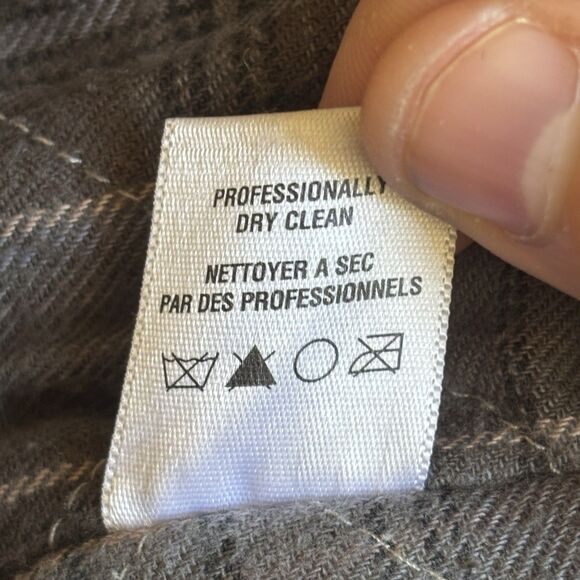 PROFESSIONALLY
DRY CLEAN
NETTOYER A SEC
PAR DES PROFESSIONNELS